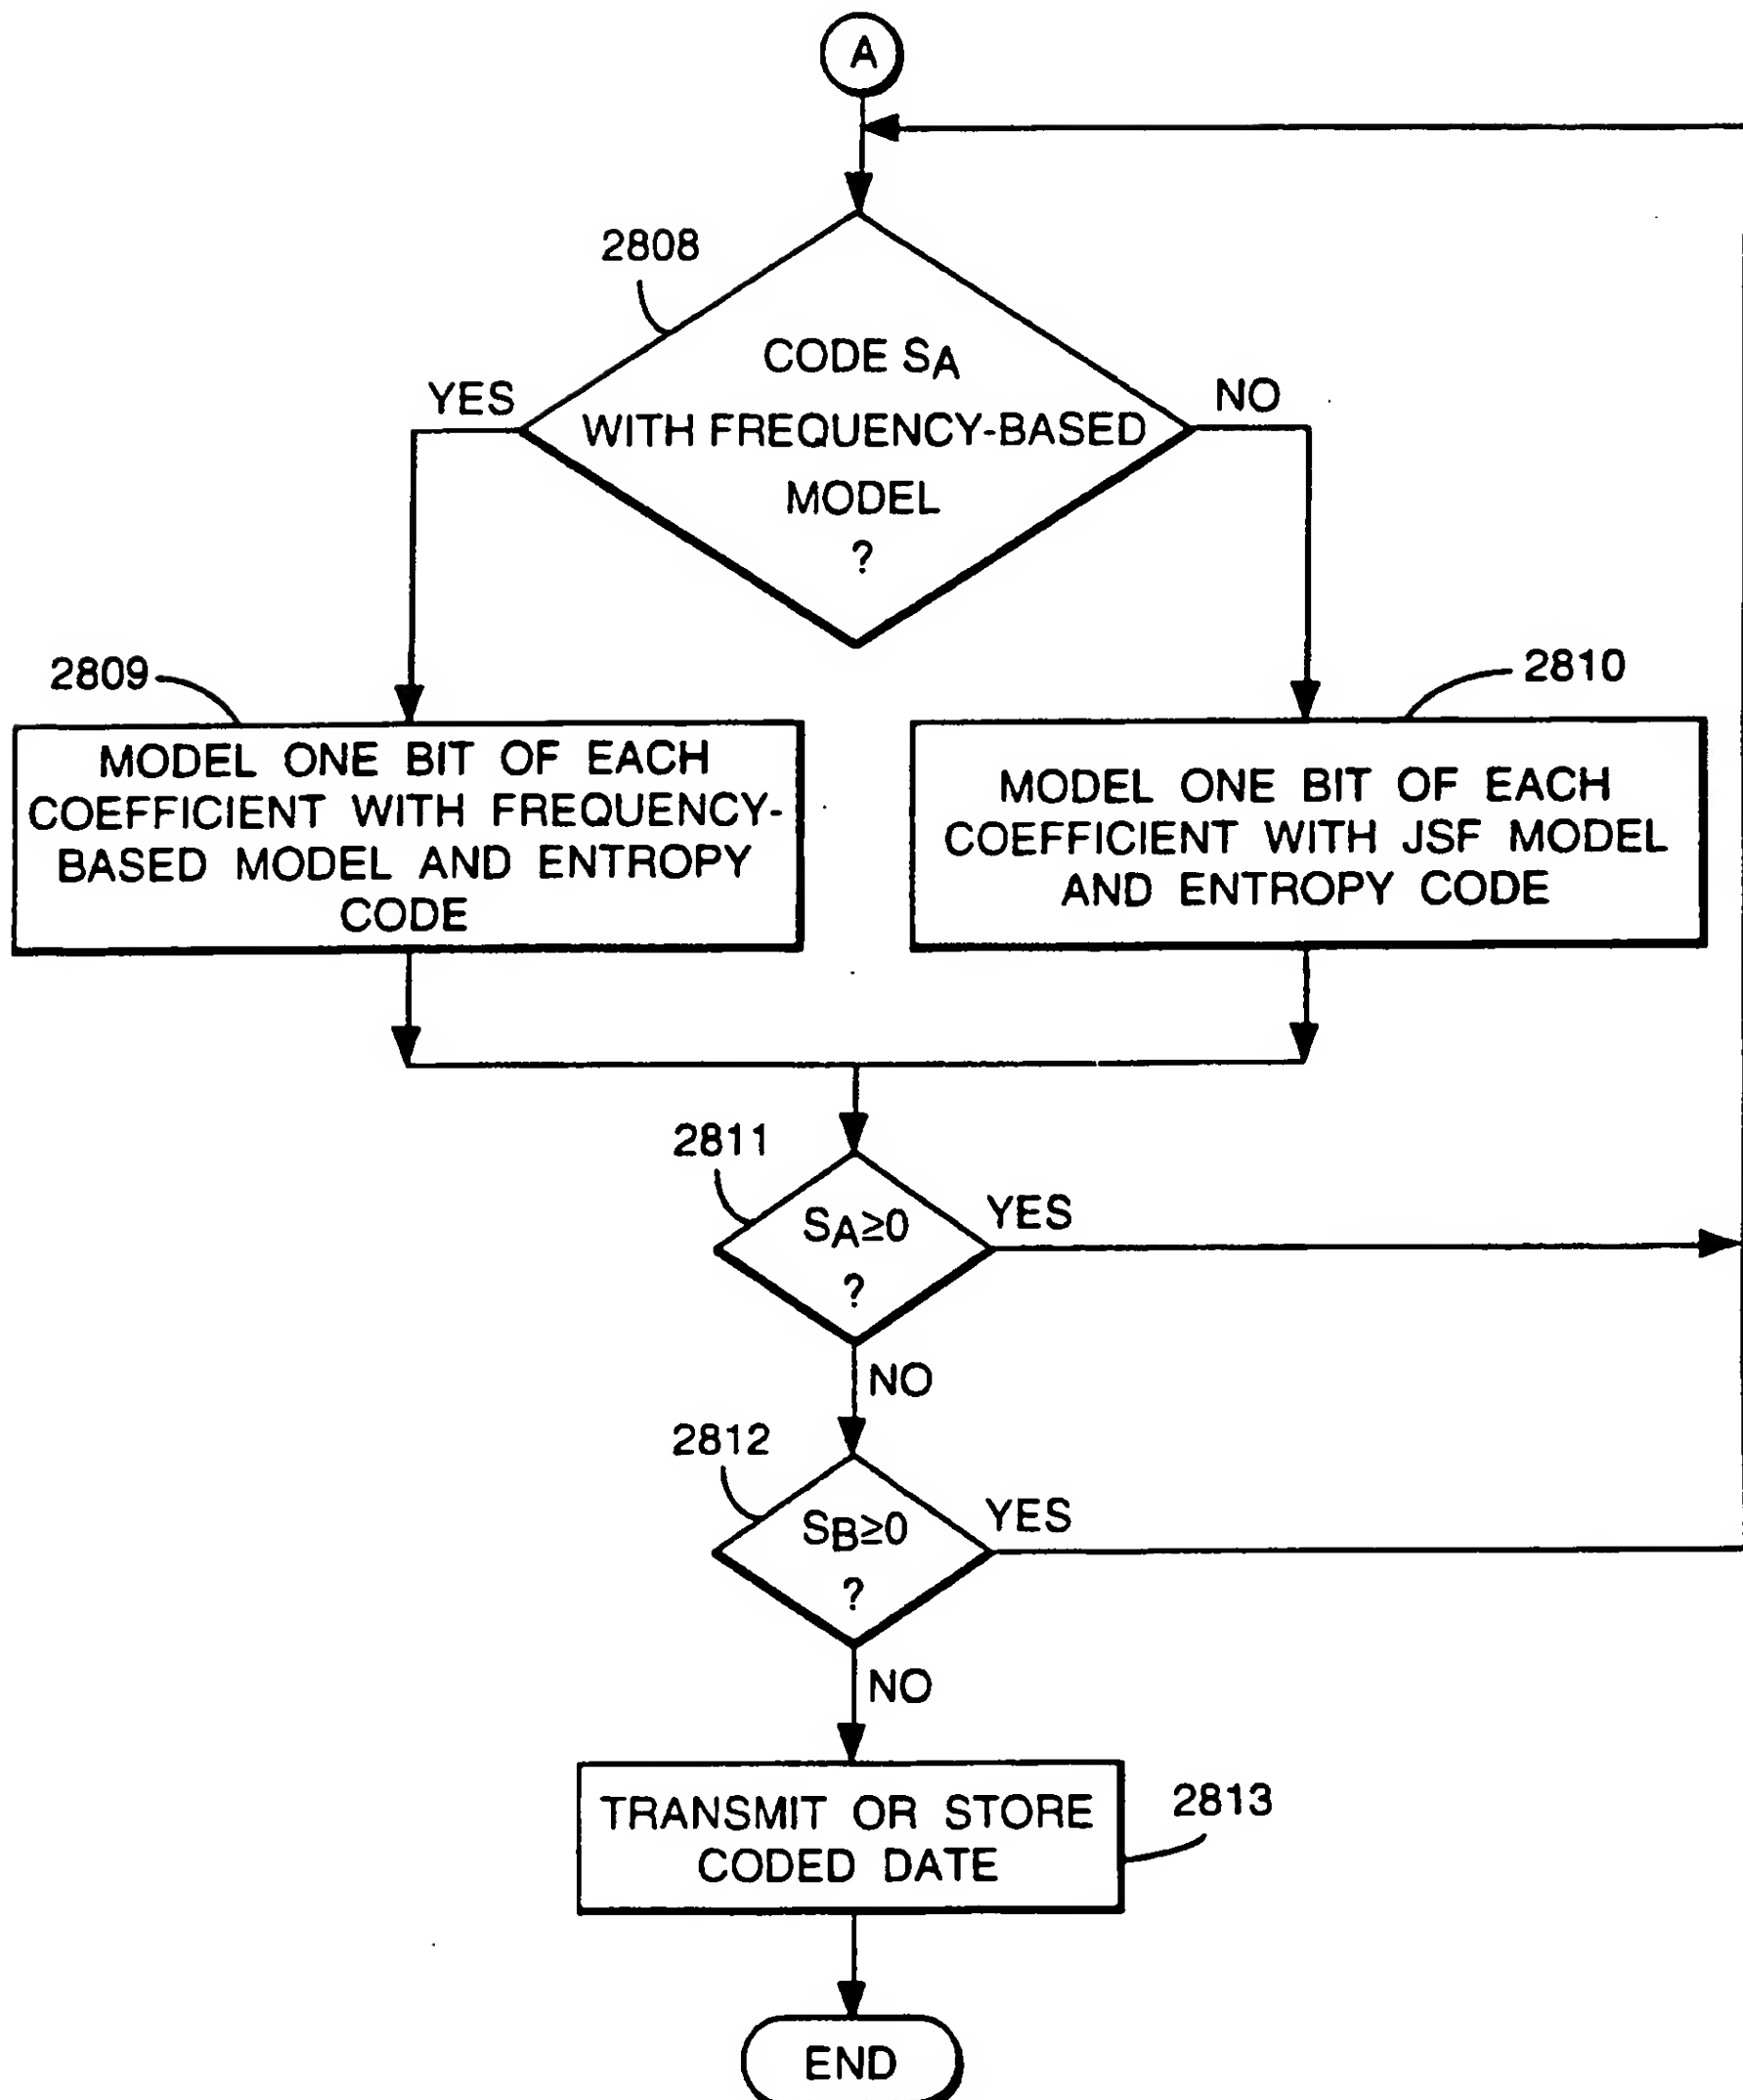 A
2808
CODE SA
WITH FREQUENCY-BASED
MODEL
?
YES
NO
2809
2810
MODEL ONE BIT OF EACH
COEFFICIENT WITH FREQUENCY-
BASED MODEL AND ENTROPY
CODE
MODEL ONE BIT OF EACH
COEFFICIENT WITH JSF MODEL
AND ENTROPY CODE
2811
SA≥0
?
YES
NO
2812
SB≥0
?
YES
NO
TRANSMIT OR STORE
CODED DATE
2813
END